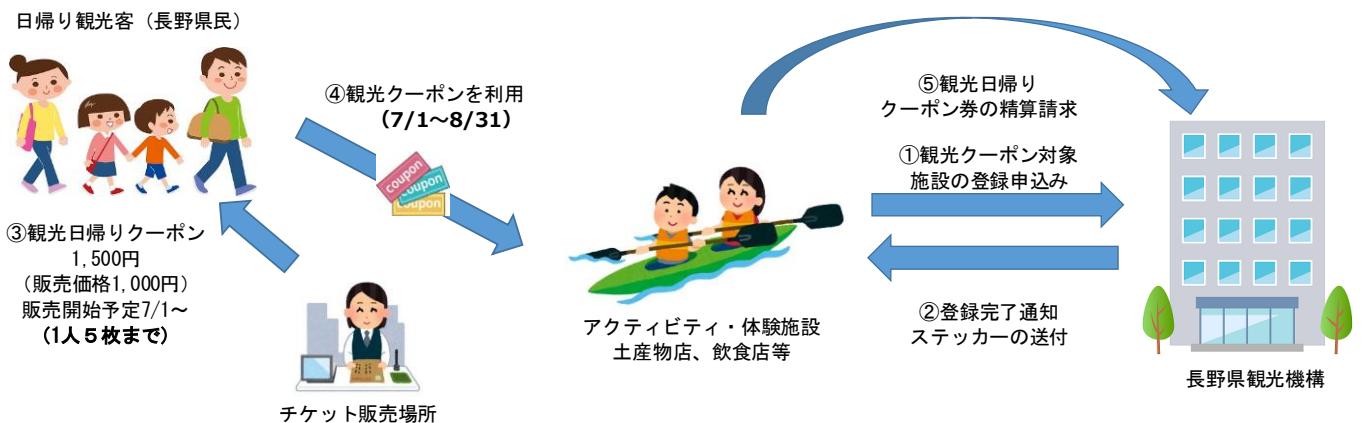 日帰り観光客（長野県民）
④観光クーポンを利用
（7/1～8/31）
coupon
coupon
coupon
③観光日帰りクーポン
1,500円
（販売価格1,000円）
販売開始予定7/1～
（1人５枚まで）
チケット販売場所
アクティビティ・体験施設
土産物店、飲食店等
⑤観光日帰り
クーポン券の精算請求
①観光クーポン対象
施設の登録申込み
②登録完了通知
ステッカーの送付
長野県観光機構